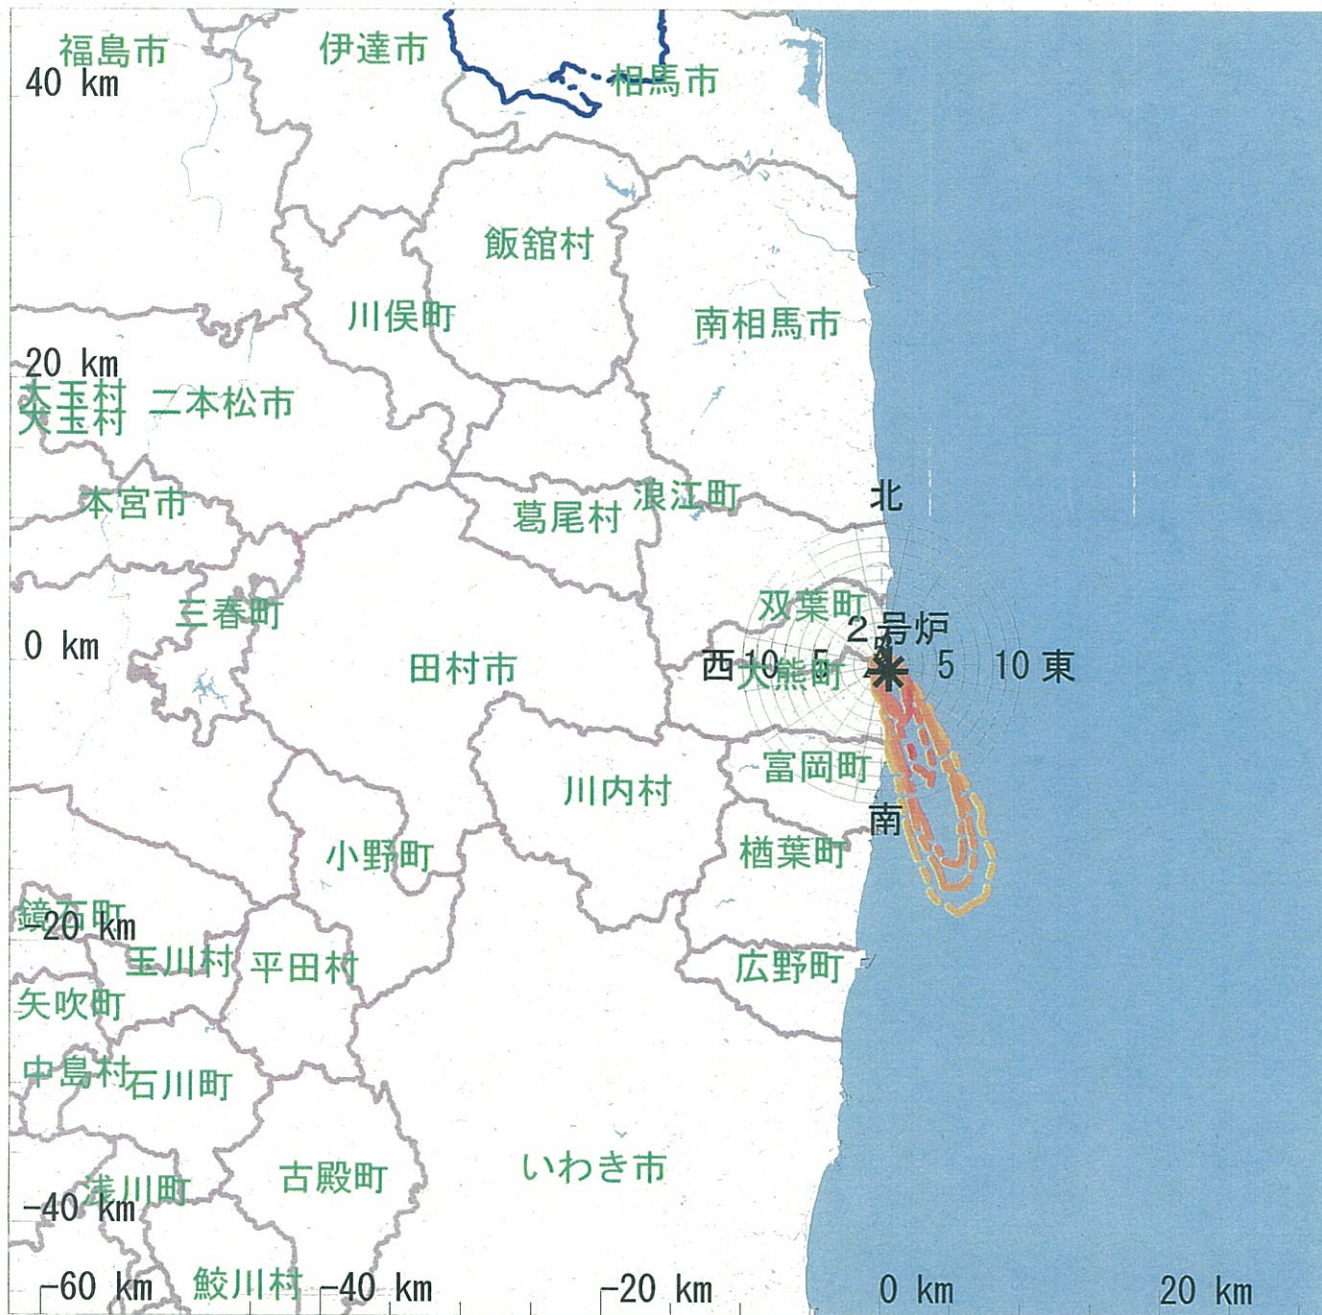 福島市
伊達市
相馬市
40 km
飯舘村
川俣町
南相馬市
20 km
大玉村
二本松市
大玉村
本宮市
葛尾村
浪江町
北
三春町
双葉町
2号炉
0 km
田村市
西 10 5
大熊町
5 10 東
富岡町
川内村
南
小野町
楢葉町
鏡石町
-20 km
玉川村
平田村
広野町
矢吹町
中島村
石川町
いわき市
浅川町
古殿町
-40 km
鮫川村
-60 km
-40 km
-20 km
0 km
20 km